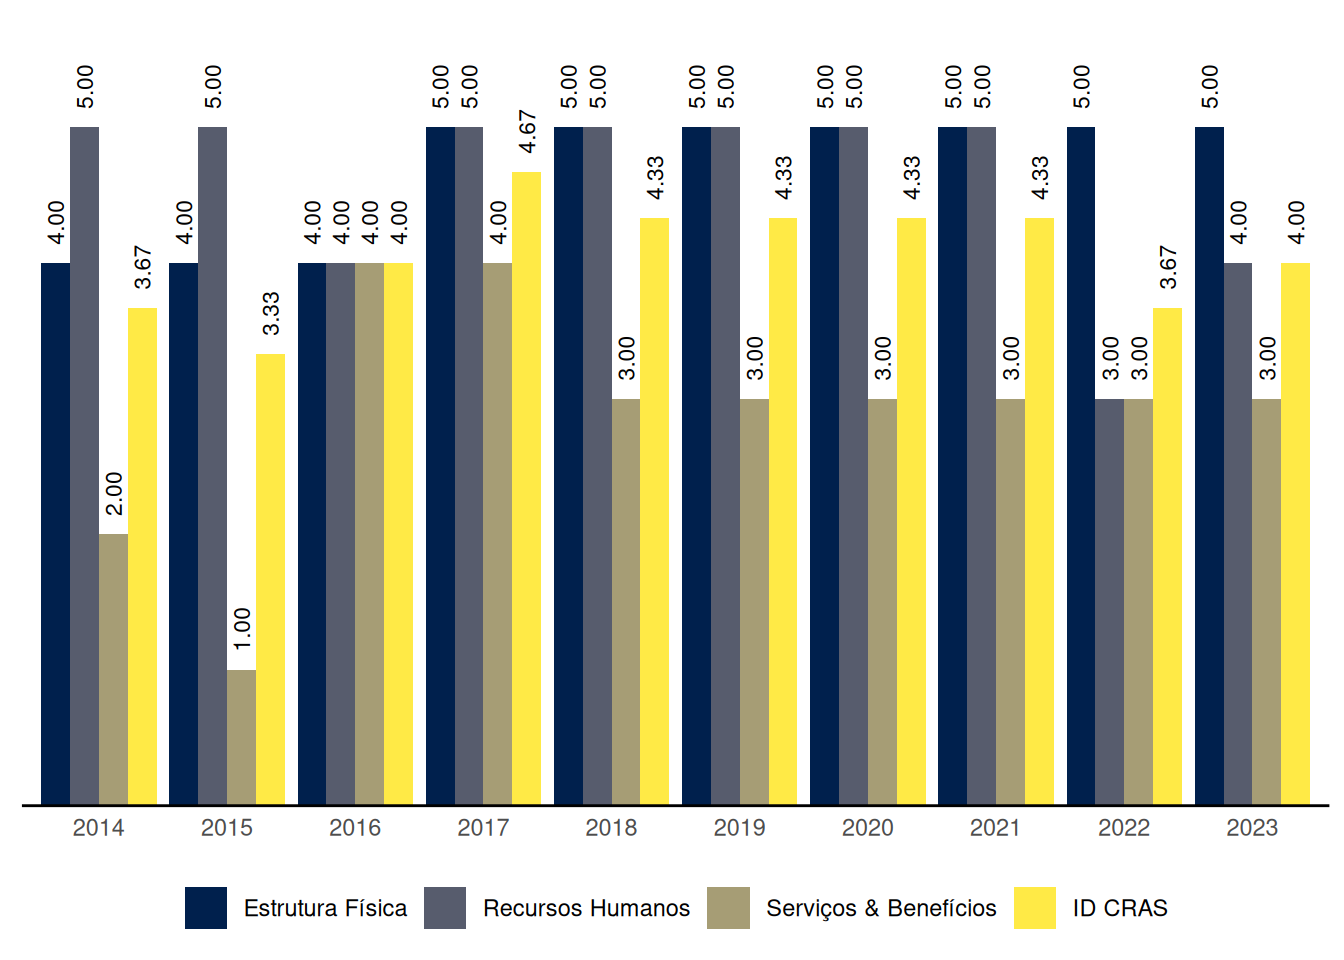 4.00 5.00 2.00 3.67 4.00 5.00 1.00 3.33 4.00 4.00 4.00 4.00 5.00 5.00 4.00 4.67 5.00 5.00 3.00 4.33 5.00 5.00 3.00 4.33 5.00 5.00 3.00 4.33 5.00 5.00 3.00 4.33 5.00 3.00 3.00 3.67 5.00 4.00 3.00 4.00
2014 2015 2016 2017 2018 2019 2020 2021 2022 2023
Estrutura Física Recursos Humanos Serviços & Benefícios ID CRAS